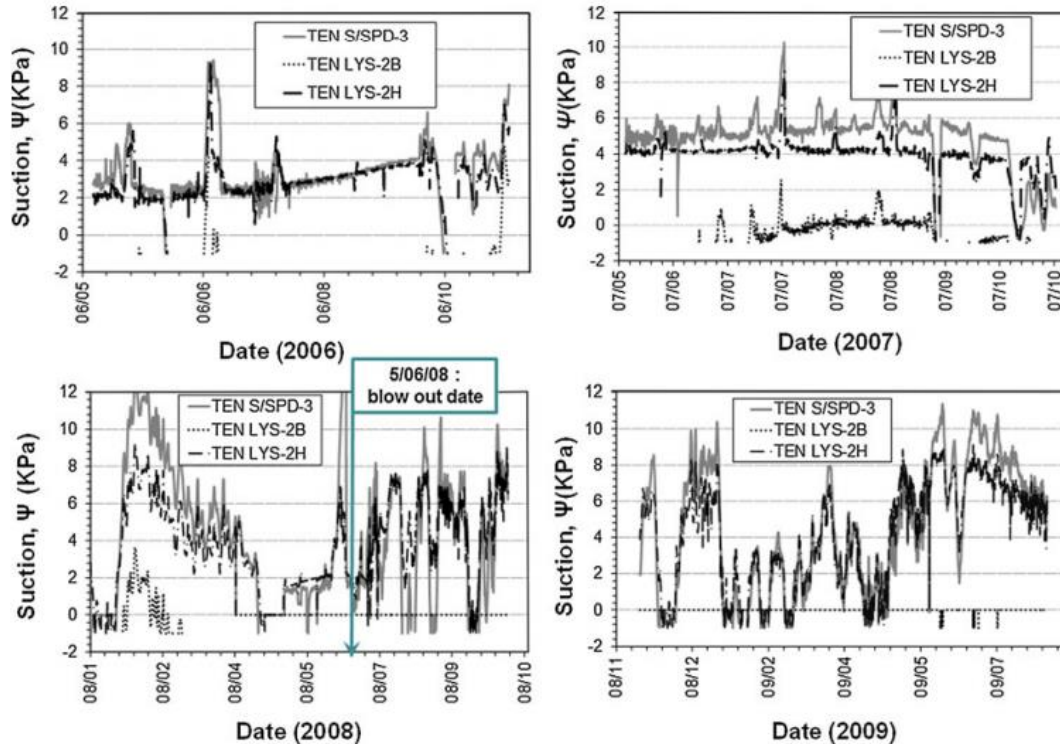 12
10
8
6
4
2
0
-2
Suction, Ψ(KPa)
TEN S/SPD-3
TEN LYS-2B
TEN LYS-2H
06/05
06/06
06/08
06/10
Date (2006)
12
10
8
6
4
2
0
-2
Suction, Ψ(KPa)
TEN S/SPD-3
TEN LYS-2B
TEN LYS-2H
07/05
07/06
07/07
07/07
07/08
07/08
07/09
07/10
07/10
Date (2007)
5/06/08 :
blow out date
12
10
8
6
4
2
0
-2
Suction, Ψ (KPa)
TEN S/SPD-3
TEN LYS-2B
TEN LYS-2H
08/01
08/02
08/04
08/05
08/07
08/09
08/10
Date (2008)
12
10
8
6
4
2
0
-2
Suction, Ψ(KPa)
TEN S/SPD-3
TEN LYS-2B
TEN LYS-2H
08/11
08/12
09/02
09/04
09/05
09/07
Date (2009)